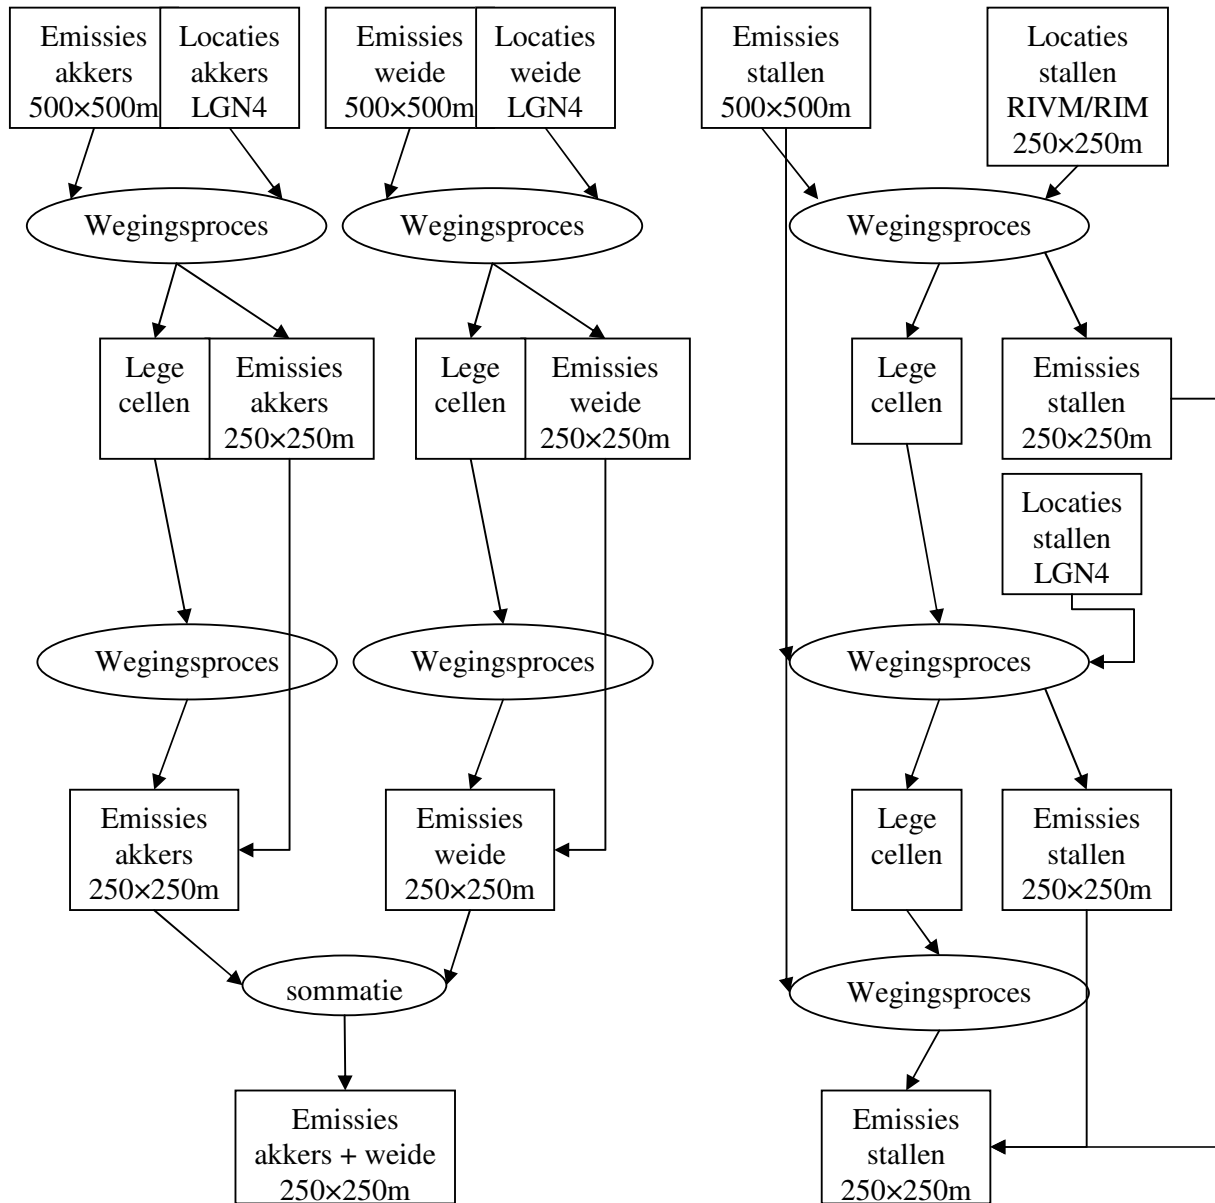 Emissies
akkers
500×500m
Locaties
akkers
LGN4
Emissies
weide
500×500m
Locaties
weide
LGN4
Emissies
stallen
500×500m
Locaties
stallen
RIVM/RIM
250×250m
Wegingsproces
Wegingsproces
Wegingsproces
Lege
cellen
Emissies
akkers
250×250m
Lege
cellen
Emissies
weide
250×250m
Lege
cellen
Emissies
stallen
250×250m
Locaties
stallen
LGN4
Wegingsproces
Wegingsproces
Wegingsproces
Emissies
akkers
250×250m
Emissies
weide
250×250m
Lege
cellen
Emissies
stallen
250×250m
sommatie
Wegingsproces
Emissies
akkers + weide
250×250m
Emissies
stallen
250×250m